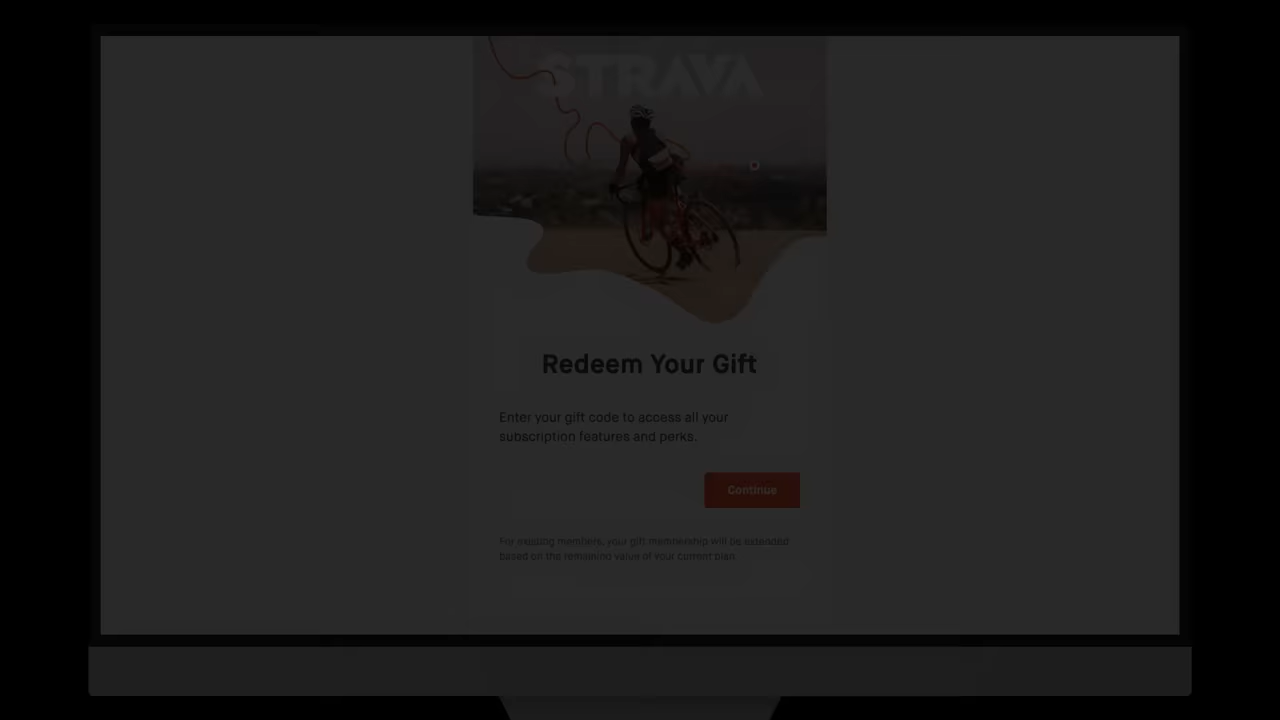 STRAVA
Redeem Your Gift
Enter your gift code to access all your
subscription features and perks.
Continue
For existing members, your gift membership will be extended
based on the remaining value of your current plan.